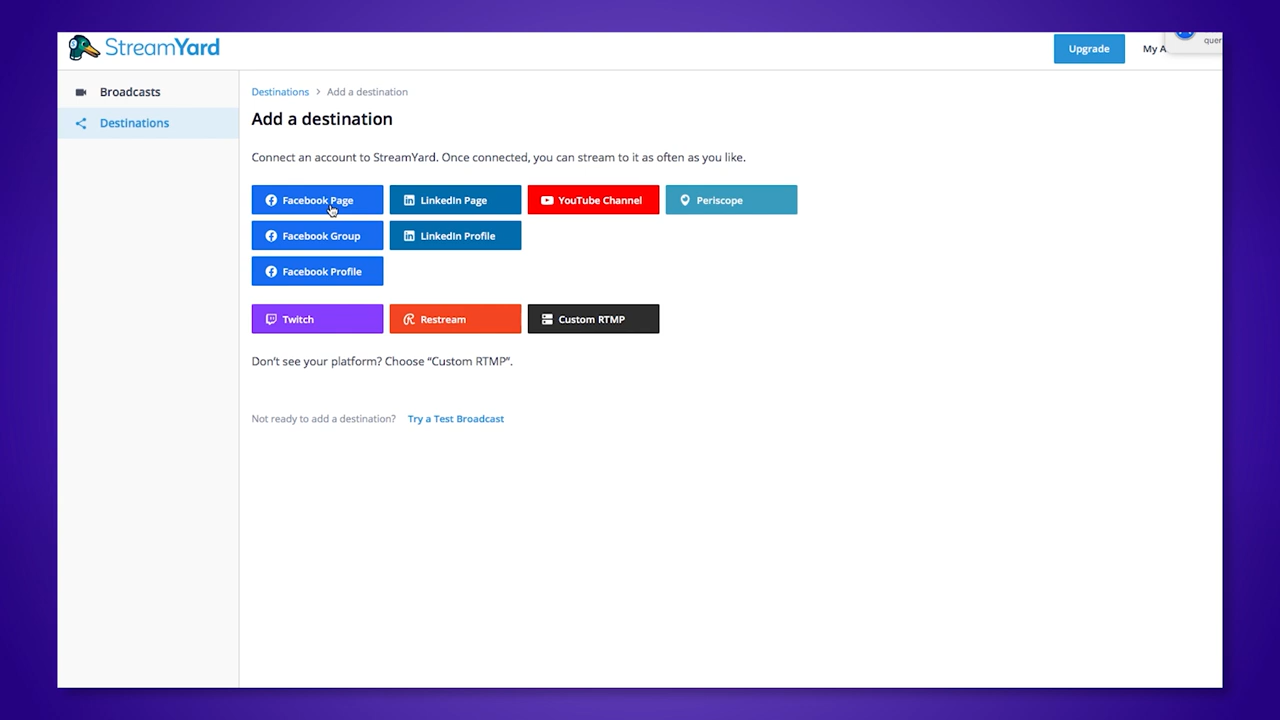 StreamYard
Upgrade
My A
quer
Broadcasts
Destinations
Destinations > Add a destination
Add a destination
Connect an account to StreamYard. Once connected, you can stream to it as often as you like.
Facebook Page
LinkedIn Page
YouTube Channel
Periscope
Facebook Group
LinkedIn Profile
Facebook Profile
Twitch
Restream
Custom RTMP
Don't see your platform? Choose “Custom RTMP”.
Not ready to add a destination? Try a Test Broadcast